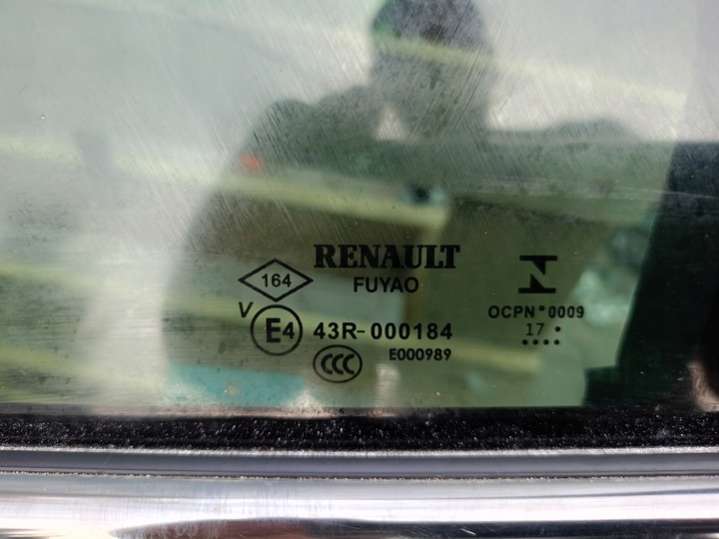 RENAULT
164
FUYAO
V
E4
43R-000184
CCC
E000989
N
OCPN°0009
17 •
••••